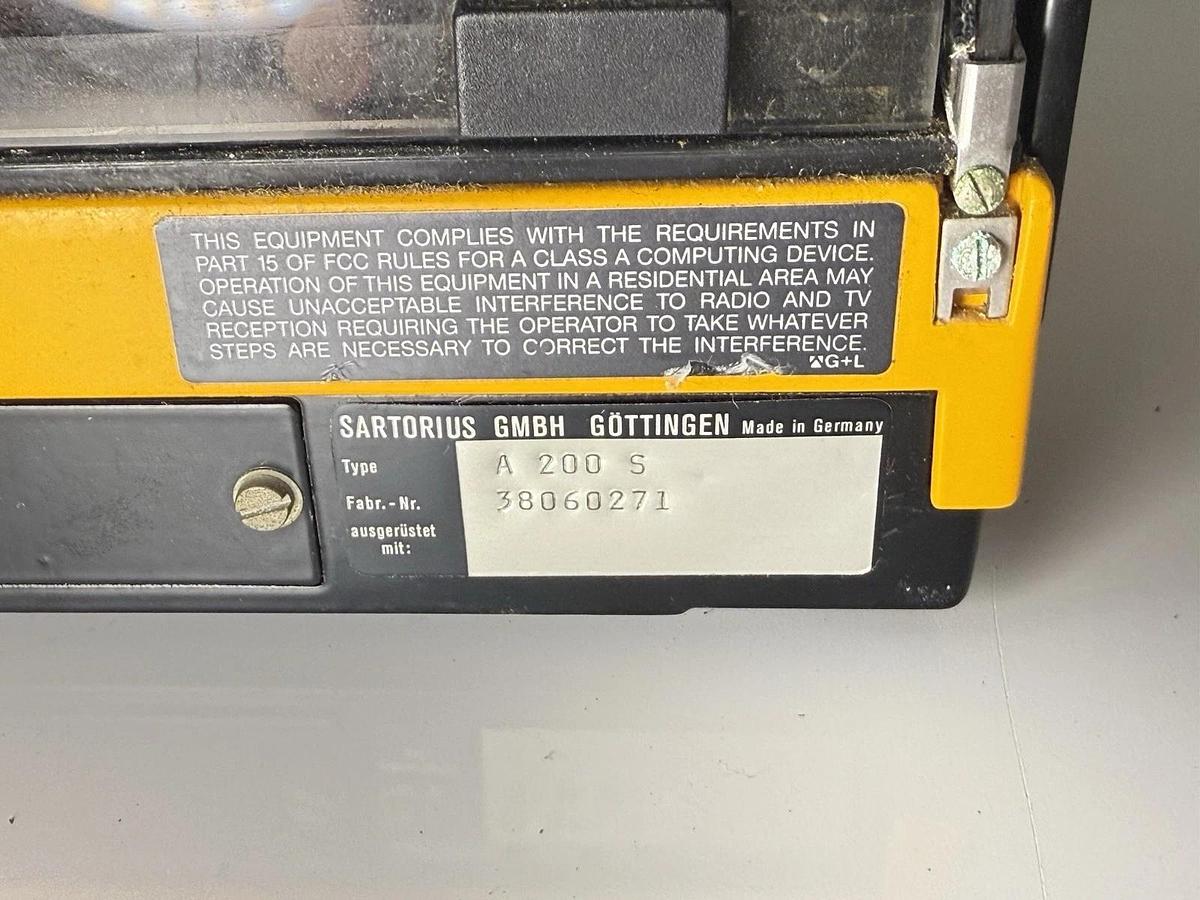 THIS EQUIPMENT COMPLIES WITH THE REQUIREMENTS IN
PART 15 OF FCC RULES FOR A CLASS A COMPUTING DEVICE.
OPERATION OF THIS EQUIPMENT IN A RESIDENTIAL AREA MAY
CAUSE UNACCEPTABLE INTERFERENCE TO RADIO AND TV
RECEPTION REQUIRING THE OPERATOR TO TAKE WHATEVER
STEPS ARE NECESSARY TO CORRECT THE INTERFERENCE.
G+L
SARTORIUS GMBH GÖTTINGEN Made in Germany
Type A 200 S
Fabr.-Nr. 38060271
ausgerüstet
mit: